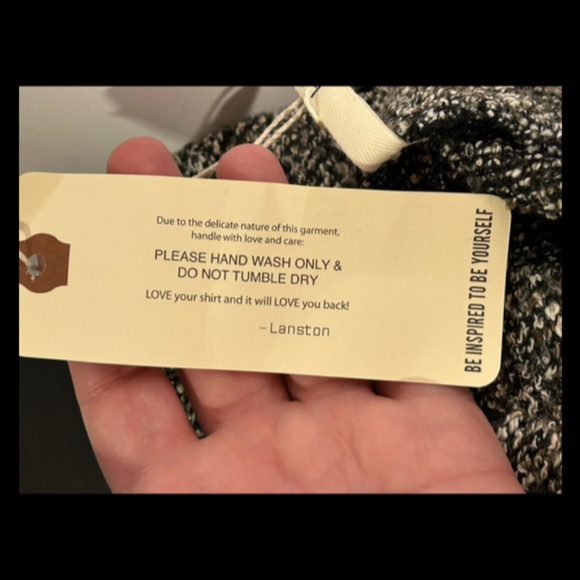 Due to the delicate nature of this garment,
handle with love and care:
PLEASE HAND WASH ONLY &
DO NOT TUMBLE DRY
LOVE your shirt and it will LOVE you back!
—Lanston
BE INSPIRED TO BE YOURSELF